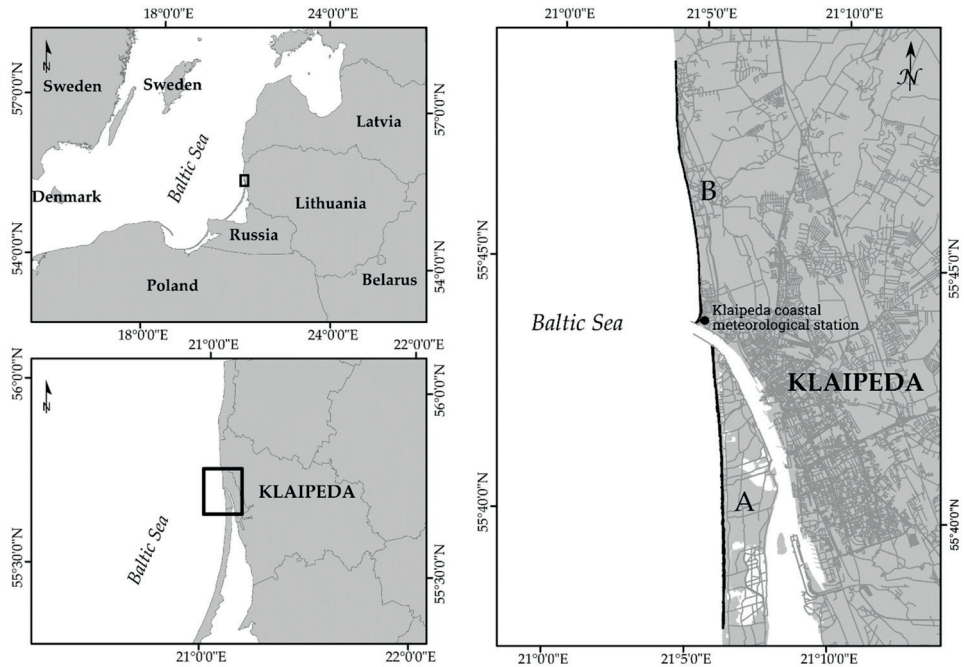 18°0'0"E
24°0'0"E
57°0'0"N
57°0'0"N
N
Sweden
Sweden
Latvia
Baltic Sea
Denmark
Lithuania
Russia
54°0'0"N
54°0'0"N
Poland
Belarus
18°0'0"E
24°0'0"E
21°0'0"E
22°0'0"E
56°0'0"N
56°0'0"N
N
KLAIPEDA
Baltic Sea
55°30'0"N
55°30'0"N
21°0'0"E
22°0'0"E
21°0'0"E
21°5'0"E
21°10'0"E
N
B
55°45'0"N
55°45'0"N
Klaipeda coastal
meteorological station
Baltic Sea
KLAIPEDA
A
55°40'0"N
55°40'0"N
21°0'0"E
21°5'0"E
21°10'0"E